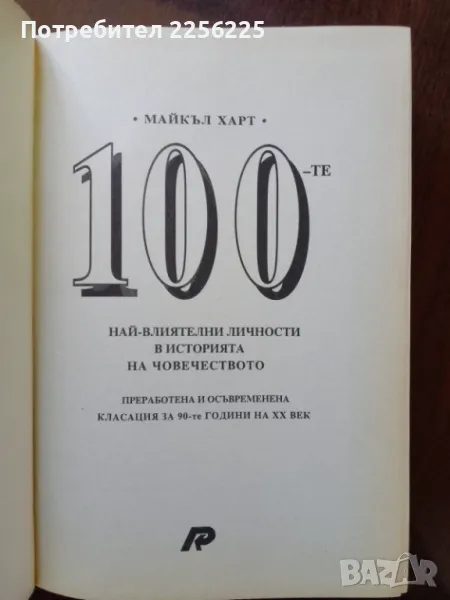 Потребител 2256225
• МАЙКЪЛ ХАРТ •
100-ТЕ
НАЙ-ВЛИЯТЕЛНИ ЛИЧНОСТИ
В ИСТОРИЯТА
НА ЧОВЕЧЕСТВОТО
ПРЕРАБОТЕНА И ОСЪВРЕМЕНЕНА
КЛАСАЦИЯ ЗА 90-те ГОДИНИ НА XX ВЕК
BAZAR